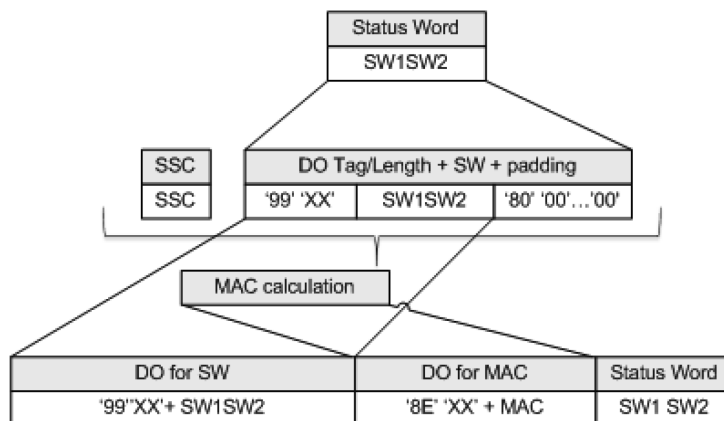 Status Word
SW1SW2
SSC DO Tag/Length + SW + padding
SSC ‘99’ ‘XX’ SW1SW2 ‘80’ ‘00’…’00’
MAC calculation
DO for SW DO for MAC Status Word
‘99’’XX’+ SW1SW2 ‘8E’ ‘XX’ + MAC SW1 SW2